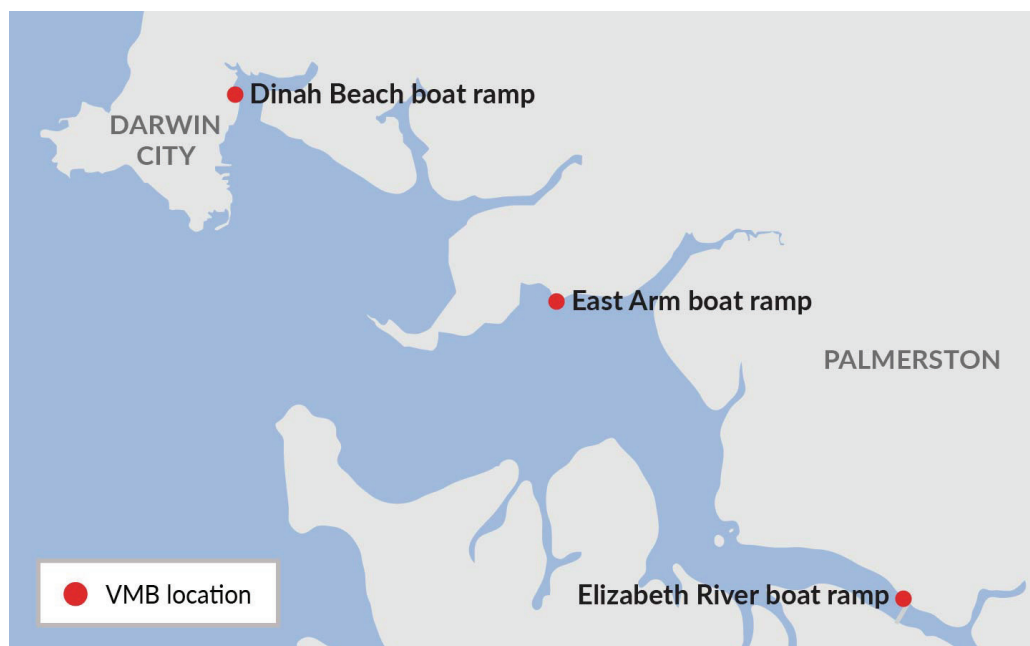 Dinah Beach boat ramp
DARWIN
CITY
East Arm boat ramp
PALMERSTON
Elizabeth River boat ramp
VMB location